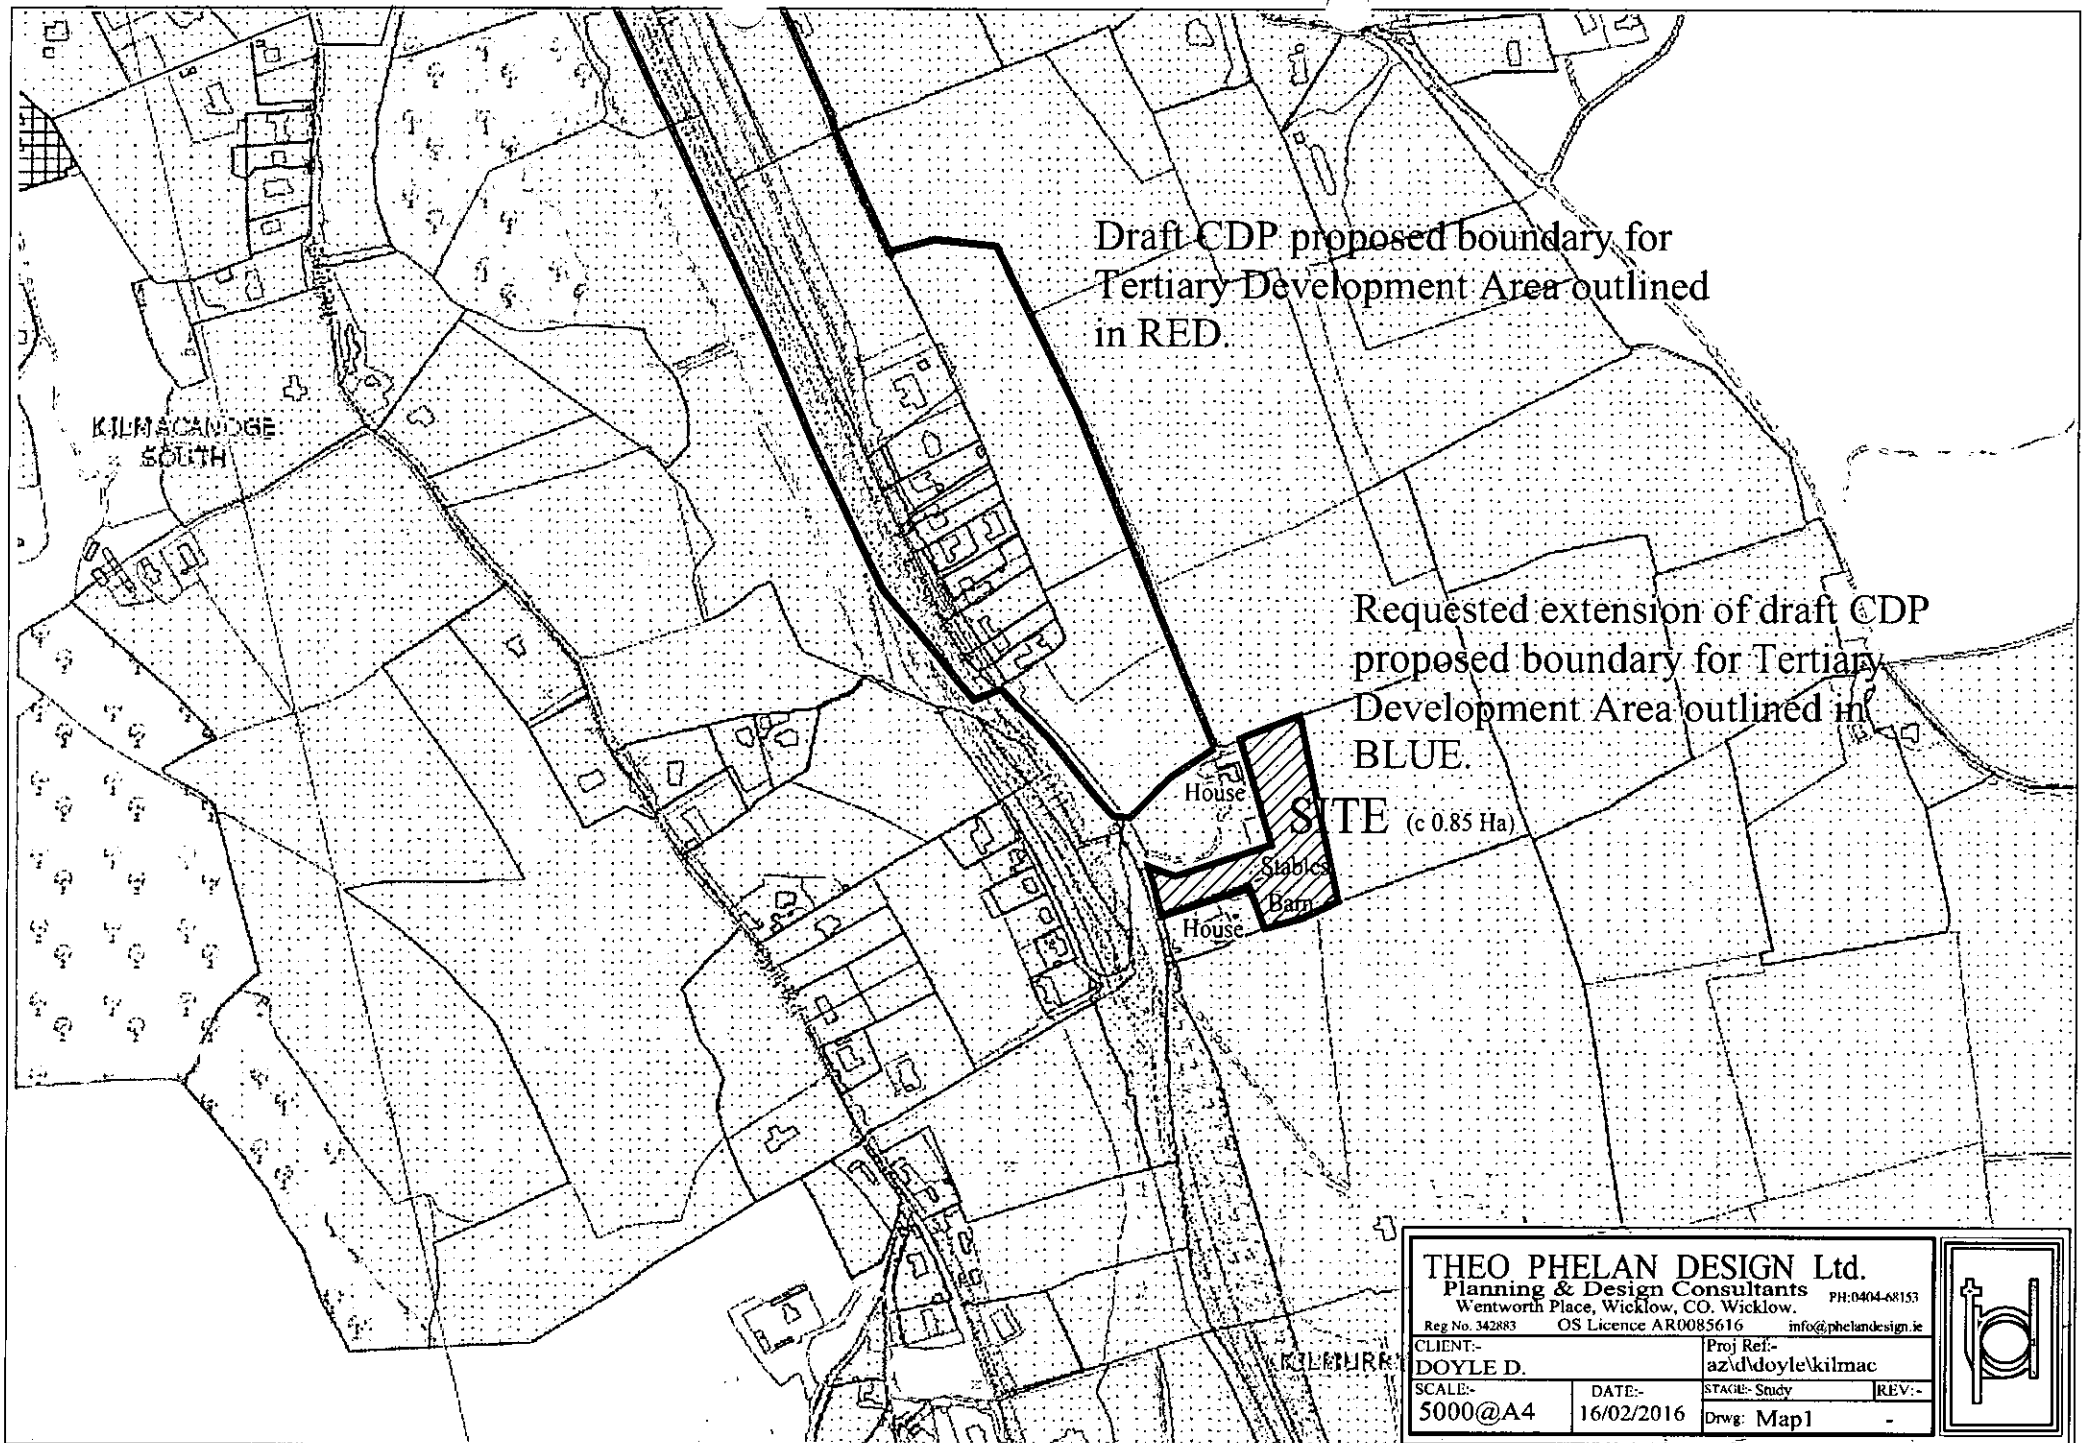 Draft CDP proposed boundary for
Tertiary Development Area outlined
in RED.
KILMACANOGE
SOUTH
Requested extension of draft CDP
proposed boundary for Tertiary
Development Area outlined in
BLUE.
House
SITE (c 0.85 Ha)
Stables
Barn
House
KILMURR
THEO PHELAN DESIGN Ltd.
Planning & Design Consultants PH:0404-68153
Wentworth Place, Wicklow, CO. Wicklow.
Reg No. 342883 OS Licence AR0085616 info@phelandesign.ie
CLIENT:-
DOYLE D.
Proj Ref:-
az\d\doyle\kilmac
SCALE:-
5000@A4
DATE:-
16/02/2016
STAGE:- Study
REV:-
Drwg: Map1 -